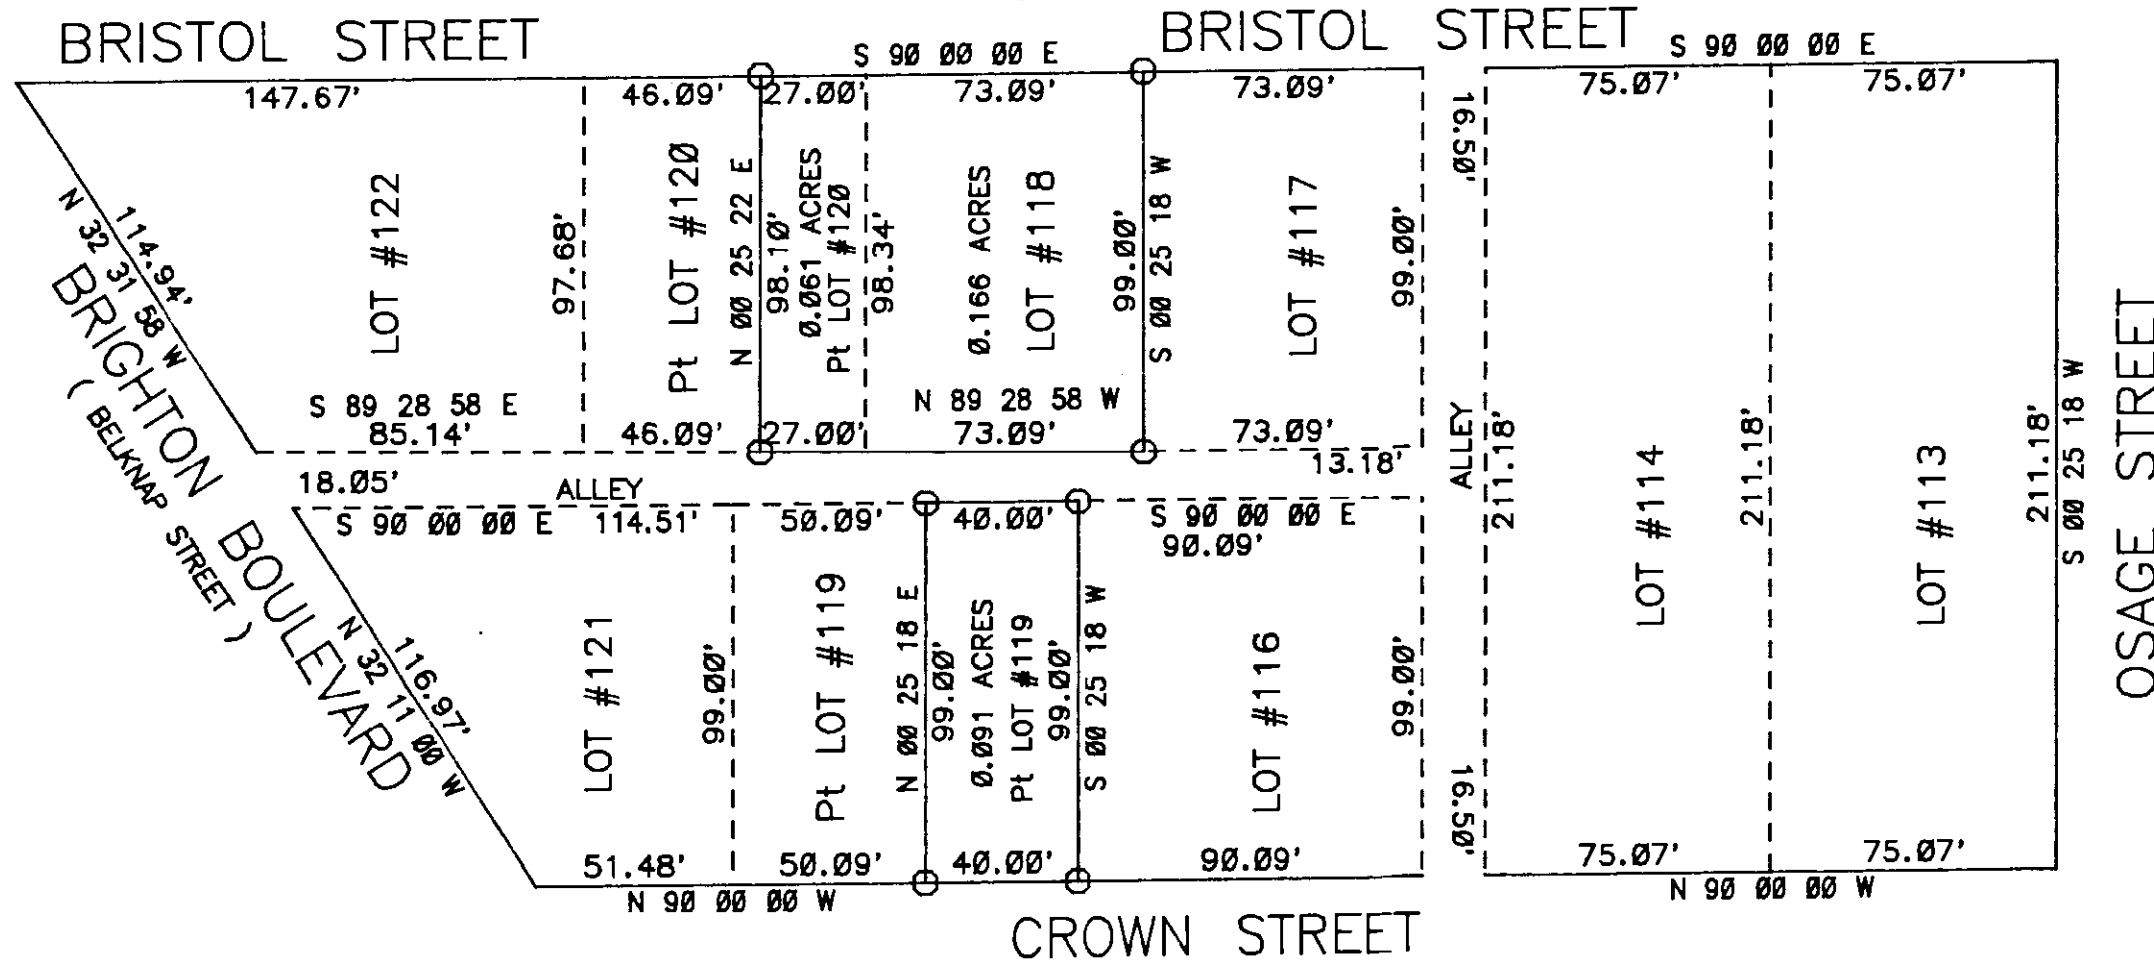 BRISTOL STREET
BRISTOL STREET
S 90 00 00 E
S 90 00 00 E
147.67'
46.09'
27.00'
73.09'
73.09'
75.07'
75.07'
114.94'
N 32 31 58 W
LOT #122
97.68'
Pt LOT #120
N 00 25 22 E
98.10'
0.061 ACRES
Pt LOT #120
98.34'
0.166 ACRES
LOT #118
99.00'
S 00 25 18 W
LOT #117
99.00'
16.50'
ALLEY
211.18'
LOT #114
211.18'
LOT #113
211.18'
S 00 25 18 W
OSAGE STREET
S 89 28 58 E
85.14'
46.09'
27.00'
N 89 28 58 W
73.09'
73.09'
13.18'
BRIGHTON BOULEVARD
( BELKNAP STREET )
18.05'
ALLEY
S 90 00 00 E
114.51'
50.09'
40.00'
S 90 00 00 E
90.09'
116.97'
N 32 11 00 W
LOT #121
99.00'
Pt LOT #119
N 00 25 18 E
99.00'
0.091 ACRES
Pt LOT #119
99.00'
S 00 25 18 W
LOT #116
99.00'
16.50'
51.48'
50.09'
40.00'
90.09'
75.07'
75.07'
N 90 00 00 W
N 90 00 00 W
CROWN STREET